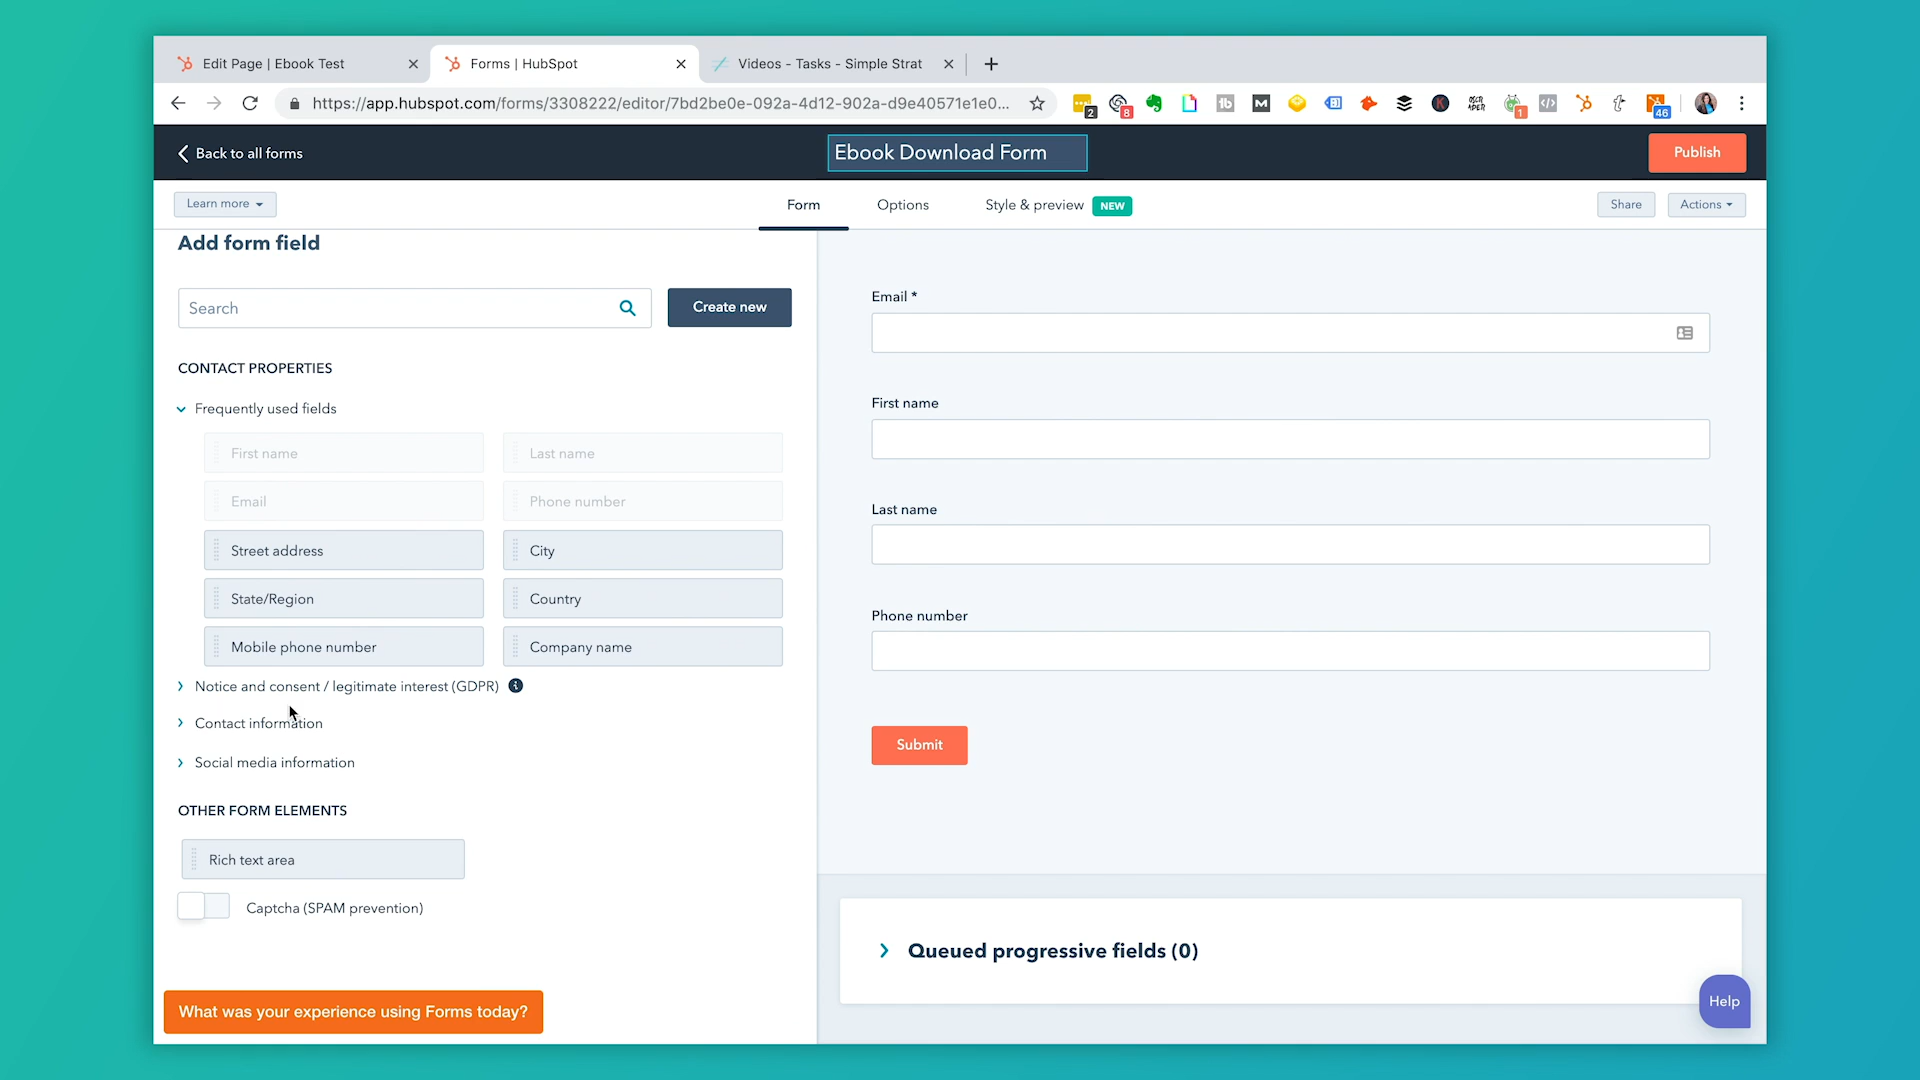 Edit Page | Ebook Test
Forms | HubSpot
Videos - Tasks - Simple Strat
https://app.hubspot.com/forms/3308222/editor/7bd2be0e-092a-4d12-902a-d9e40571e1e0...
2
8
tb
M
K
1
46
Back to all forms
Ebook Download Form
Publish
Learn more
Form
Options
Style & preview
NEW
Share
Actions
Add form field
Search
Create new
CONTACT PROPERTIES
Frequently used fields
First name
Last name
Email
Phone number
Street address
City
State/Region
Country
Mobile phone number
Company name
Notice and consent / legitimate interest (GDPR)
Contact information
Social media information
OTHER FORM ELEMENTS
Rich text area
Captcha (SPAM prevention)
What was your experience using Forms today?
Email *
First name
Last name
Phone number
Submit
Queued progressive fields (0)
Help